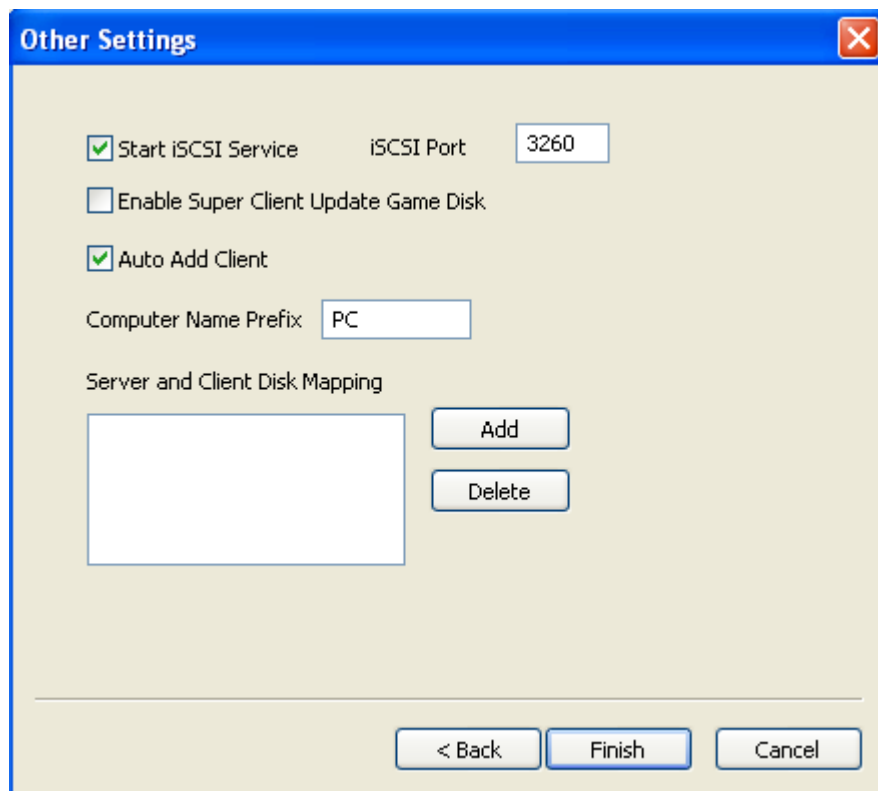 Other Settings
Start iSCSI Service iSCSI Port 3260
Enable Super Client Update Game Disk
Auto Add Client
Computer Name Prefix PC
Server and Client Disk Mapping
Add
Delete
< Back Finish Cancel